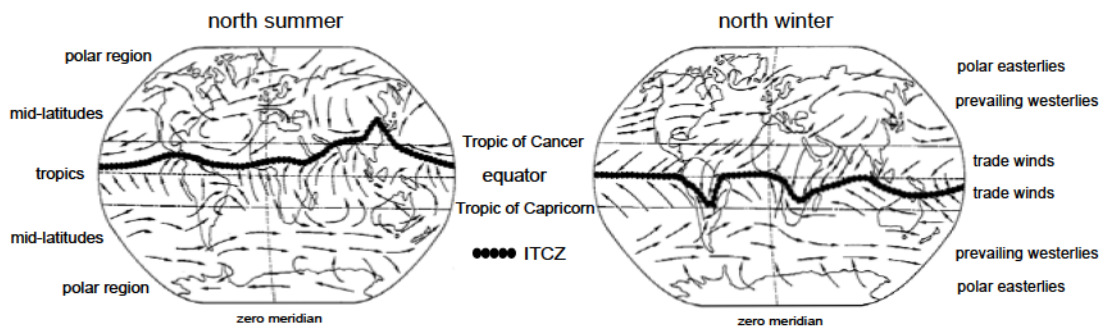 north summer
north winter
polar region
mid-latitudes
tropics
mid-latitudes
polar region
Tropic of Cancer
equator
Tropic of Capricorn
ITCZ
polar easterlies
prevailing westerlies
trade winds
trade winds
prevailing westerlies
polar easterlies
zero meridian
zero meridian